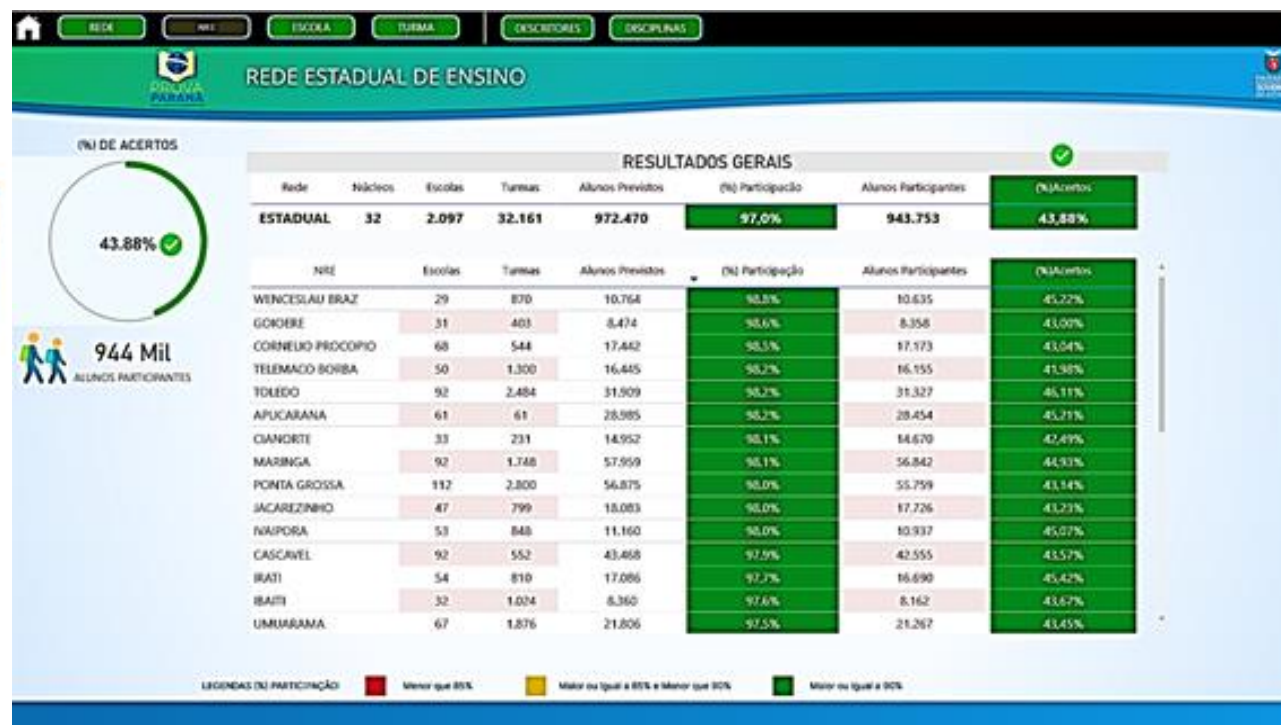 REDE NRE ESCOLA TURMA DESCRITORES DISCIPLINAS
PROVA
PARANÁ
REDE ESTADUAL DE ENSINO
(%) DE ACERTOS
43.88%
944 Mil
ALUNOS PARTICIPANTES
RESULTADOS GERAIS
Rede Núcleos Escolas Turmas Alunos Previstos (%) Participação Alunos Participantes (%)Acertos
ESTADUAL 32 2.097 32.161 972.470 97,0% 943.753 43,88%
NRE Escolas Turmas Alunos Previstos (%) Participação Alunos Participantes (%)Acertos
WENCESLAU BRAZ 29 870 10.764 98,8% 10.635 45,22%
GOIOERE 31 403 8.474 98,6% 8.358 43,00%
CORNELIO PROCOPIO 68 544 17.442 98,5% 17.173 43,04%
TELEMACO BORBA 50 1.300 16.445 98,2% 16.155 41,98%
TOLEDO 92 2.484 31.909 98,2% 31.327 46,11%
APUCARANA 61 61 28.985 98,2% 28.454 45,21%
CIANORTE 33 231 14.952 98,1% 14.670 42,49%
MARINGA 92 1.748 57.959 98,1% 56.842 44,93%
PONTA GROSSA 112 2.800 56.875 98,0% 55.759 43,14%
JACAREZINHO 47 799 18.083 98,0% 17.726 43,23%
IVAIPORA 53 848 11.160 98,0% 10.937 45,07%
CASCAVEL 92 552 43.468 97,9% 42.555 43,57%
IRATI 54 810 17.086 97,7% 16.690 45,42%
IBAITI 32 1.024 8.360 97,6% 8.162 43,67%
UMUARAMA 67 1.876 21.806 97,5% 21.267 43,45%
LEGENDAS (%) PARTICIPAÇÃO Menor que 85% Maior ou Igual a 85% e Menor que 90% Maior ou Igual a 90%